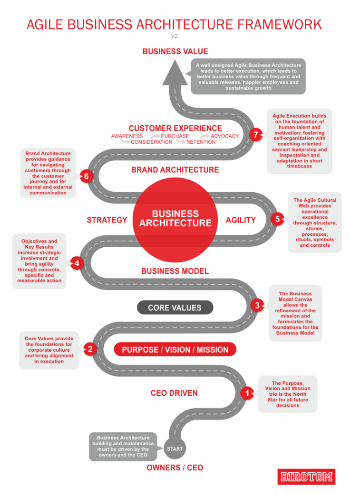 AGILE BUSINESS ARCHITECTURE FRAMEWORK
V2
BUSINESS VALUE
A well designed Agile Business Architecture
leads to better execution, which leads to
better business value through frequent and
valuable releases, happier employees and
sustainable growth
CUSTOMER EXPERIENCE
AWARENESS PURCHASE ADVOCACY
CONSIDERATION RETENTION
7
Agile Execution builds
on the foundation of
human talent and
motivation: fostering
self-organization with
coaching oriented
servant leadership and
inspectation and
adaptation in short
timeboxes
Brand Architecture
provides guidance
for navigating
customers through
the customer
journey and for
internal and external
communication
6
BRAND ARCHITECTURE
STRATEGY
BUSINESS
ARCHITECTURE
AGILITY
5
The Agile Cultural
Web provides
operational
excellence
through structure,
stories,
processes,
rituals, symbols
and controls
Objectives and
Key Results
increase strategic
involvment and
bring agility
through concrete,
specific and
measurable action
4
BUSINESS MODEL
CORE VALUES
3
The Business
Model Canvas
allows the
refinement of the
mission and
formulates the
foundations for the
Business Model
Core Values provide
the foundations for
corporate culture
and bring alignment
in execution
2
PURPOSE / VISION / MISSION
CEO DRIVEN
1
The Purpose,
Vision and Mission
trio is the North
Star for all future
decisions
Business Architecture
building and maintenance
must be driven by the
owners and the CEO
START
OWNERS / CEO
BIROTOM